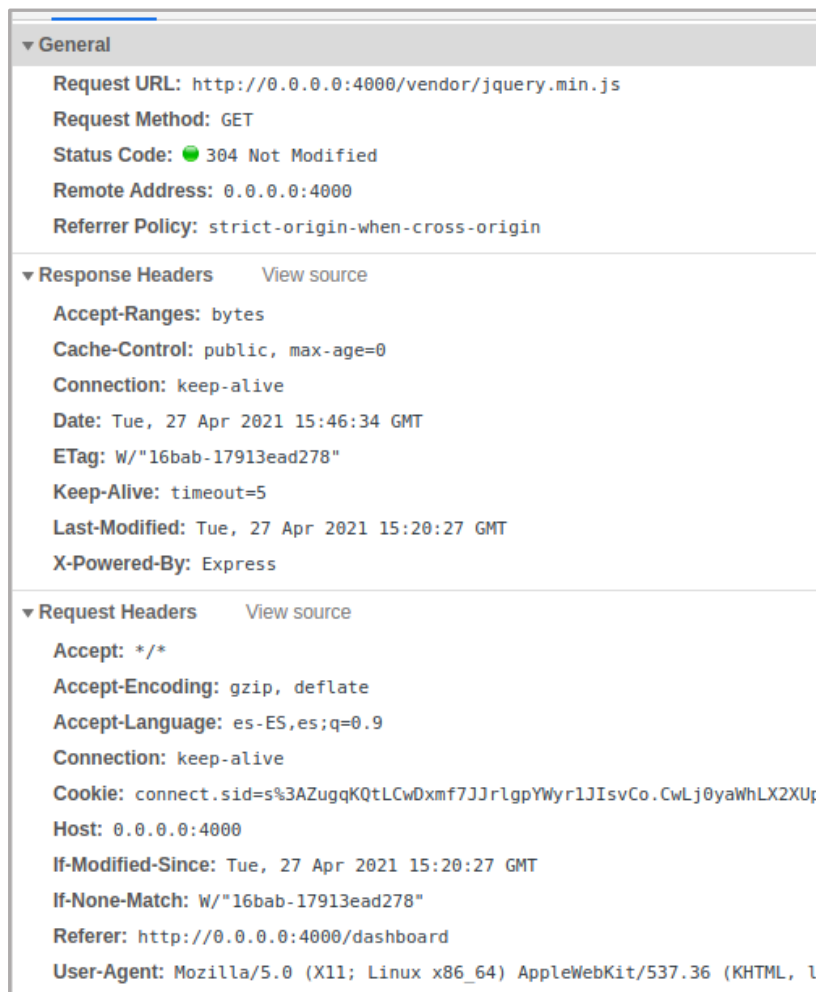 General
Request URL: http://0.0.0.0:4000/vendor/jquery.min.js
Request Method: GET
Status Code: 304 Not Modified
Remote Address: 0.0.0.0:4000
Referrer Policy: strict-origin-when-cross-origin
Response Headers View source
Accept-Ranges: bytes
Cache-Control: public, max-age=0
Connection: keep-alive
Date: Tue, 27 Apr 2021 15:46:34 GMT
ETag: W/"16bab-17913ead278"
Keep-Alive: timeout=5
Last-Modified: Tue, 27 Apr 2021 15:20:27 GMT
X-Powered-By: Express
Request Headers View source
Accept: */*
Accept-Encoding: gzip, deflate
Accept-Language: es-ES,es;q=0.9
Connection: keep-alive
Cookie: connect.sid=s%3AZugqKQtLCwDxmf7JJrlgpYWyr1JIsvCo.CwLj0yaWhLX2XUp
Host: 0.0.0.0:4000
If-Modified-Since: Tue, 27 Apr 2021 15:20:27 GMT
If-None-Match: W/"16bab-17913ead278"
Referer: http://0.0.0.0:4000/dashboard
User-Agent: Mozilla/5.0 (X11; Linux x86_64) AppleWebKit/537.36 (KHTML, l